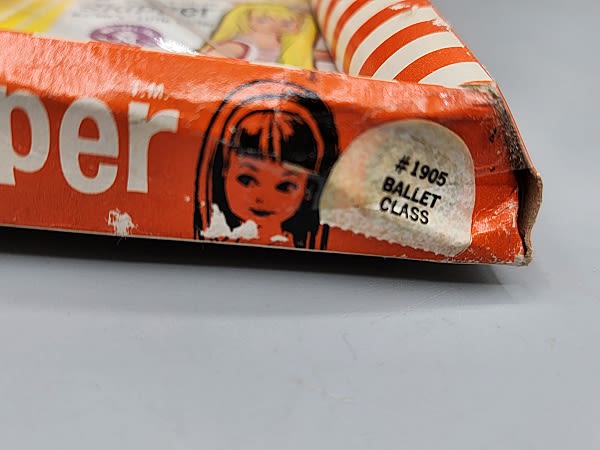 per T.M.
#1905
BALLET
CLASS